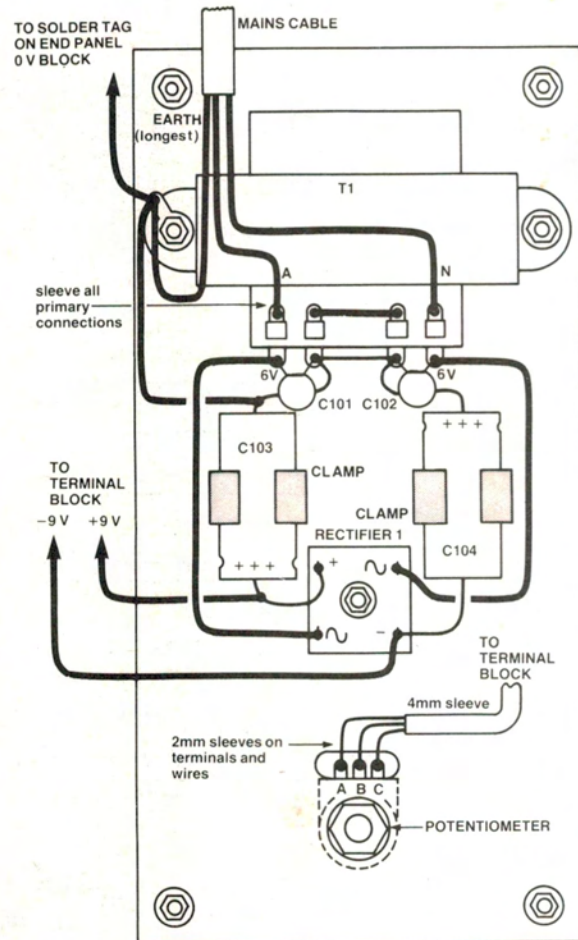 TO SOLDER TAG
ON END PANEL
0 V BLOCK
MAINS CABLE
EARTH
(longest)
T1
A
N
sleeve all
primary
connections
6V
6V
C101
C102
C103
+ + +
CLAMP
TO
TERMINAL
BLOCK
−9 V +9 V
CLAMP
RECTIFIER 1
C104
+ + +
+
−
TO
TERMINAL
BLOCK
4mm sleeve
2mm sleeves on
terminals and
wires
A B C
POTENTIOMETER